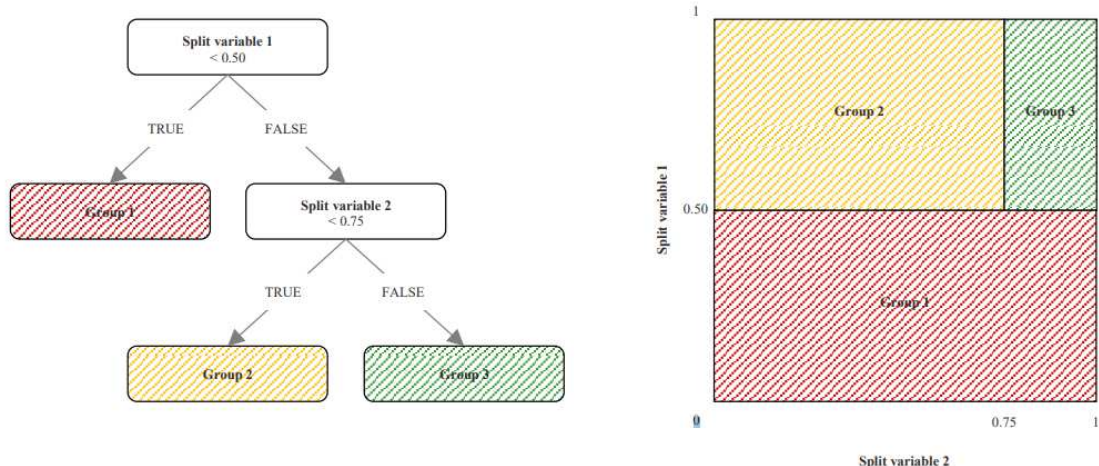 Split variable 1
< 0.50
TRUE
FALSE
Group 1
Split variable 2
< 0.75
TRUE
FALSE
Group 2
Group 3
1
Group 2
Group 3
Split variable 1
0.50
Group 1
0
0.75
1
Split variable 2